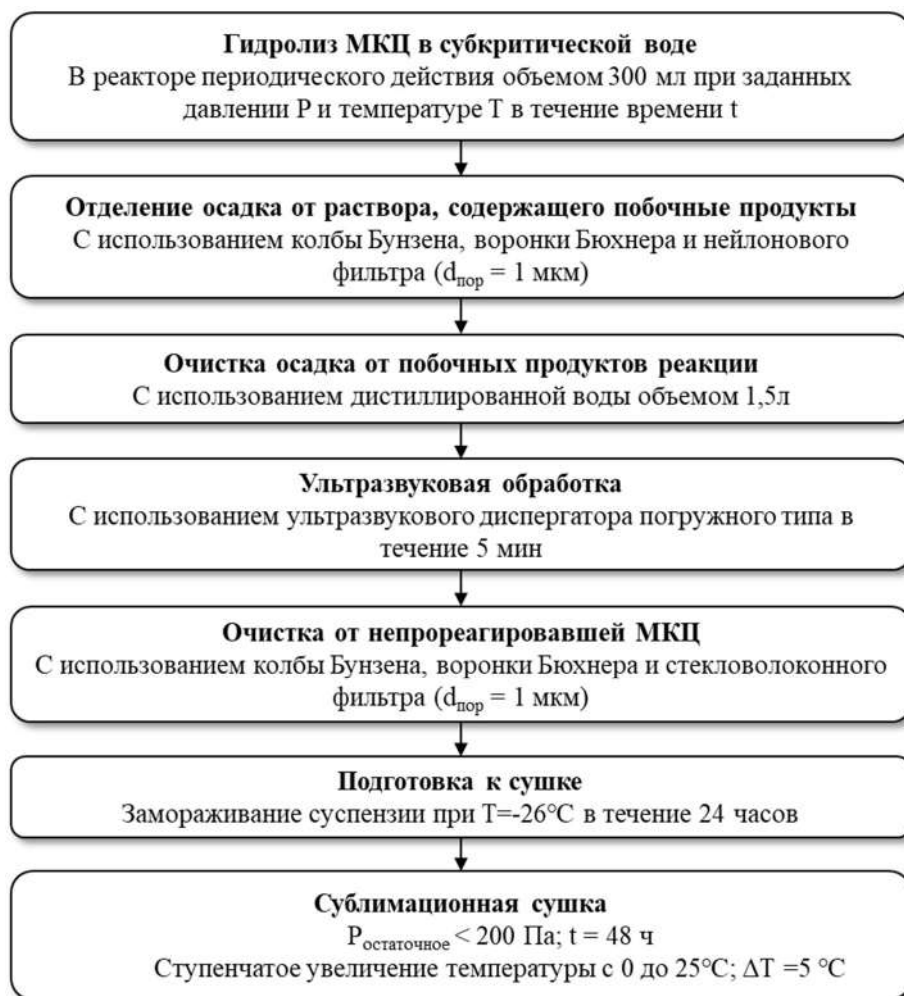 Гидролиз МКЦ в субкритической воде
В реакторе периодического действия объемом 300 мл при заданных
давлении P и температуре T в течение времени t
Отделение осадка от раствора, содержащего побочные продукты
С использованием колбы Бунзена, воронки Бюхнера и нейлонового
фильтра (dпор = 1 мкм)
Очистка осадка от побочных продуктов реакции
С использованием дистиллированной воды объемом 1,5л
Ультразвуковая обработка
С использованием ультразвукового диспергатора погружного типа в
течение 5 мин
Очистка от непрореагировавшей МКЦ
С использованием колбы Бунзена, воронки Бюхнера и стекловолоконного
фильтра (dпор = 1 мкм)
Подготовка к сушке
Замораживание суспензии при T=-26°C в течение 24 часов
Сублимационная сушка
Pостаточное < 200 Па; t = 48 ч
Ступенчатое увеличение температуры с 0 до 25°C; ΔT =5 °C